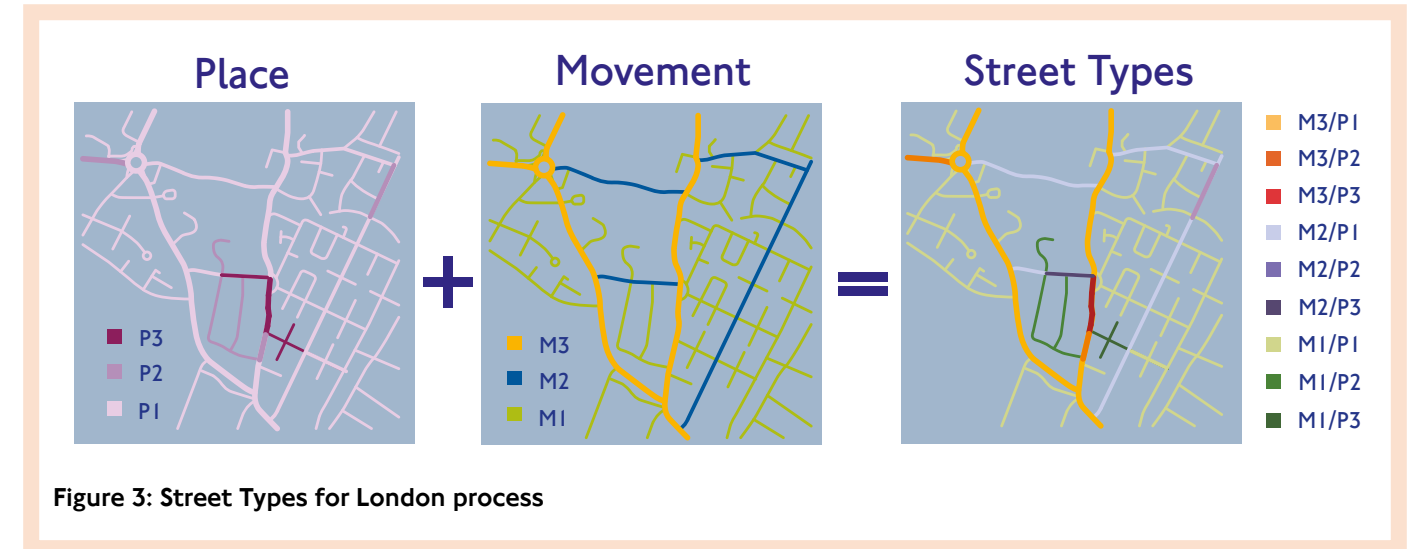 Place
Movement
Street Types
P3
P2
P1
+
M3
M2
M1
=
M3/P1
M3/P2
M3/P3
M2/P1
M2/P2
M2/P3
M1/P1
M1/P2
M1/P3
Figure 3: Street Types for London process